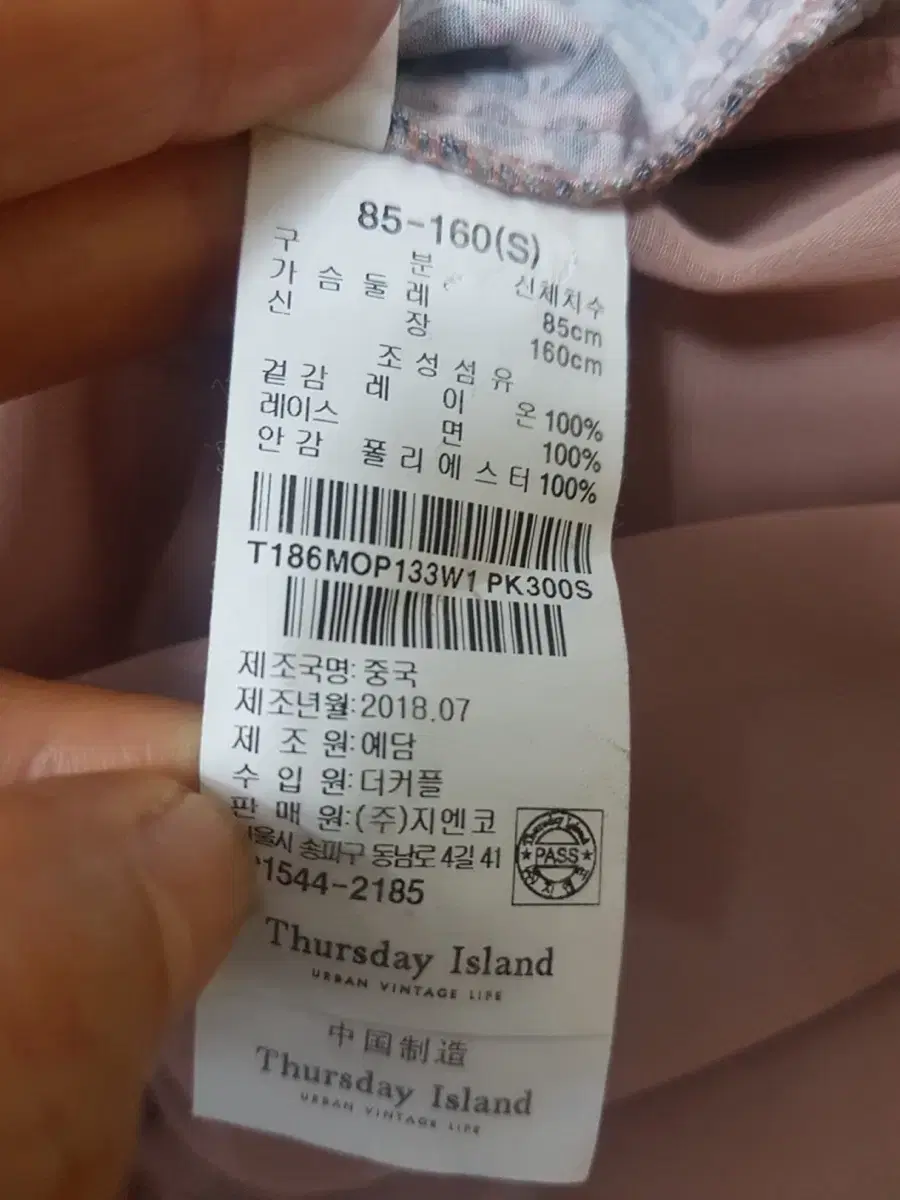 85-160(S)
구 분 신체치수
가 슴 둘 레 85cm
신 장 160cm
조 성 섬 유
겉 감 레 이 온 100%
레이스 면 100%
안 감 폴 리 에 스 터 100%
T186MOP133W1 PK300S
제조국명: 중국
제조년월: 2018.07
제 조 원: 예담
수 입 원: 더커플
판 매 원: (주)지엔코
서울시 송파구 동남로 4길 41
1544-2185
Thursday Island
PASS
Thursday Island
URBAN VINTAGE LIFE
中国制造
Thursday Island
URBAN VINTAGE LIFE